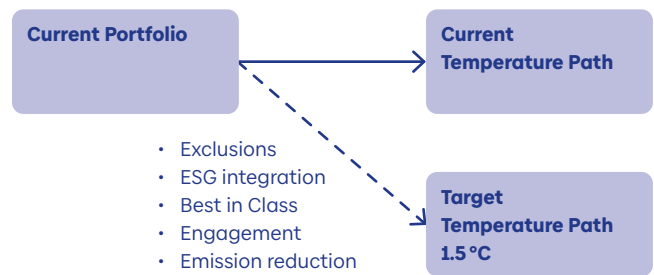 Current Portfolio
Current
Temperature Path
• Exclusions
• ESG integration
• Best in Class
• Engagement
• Emission reduction
Target
Temperature Path
1.5 °C